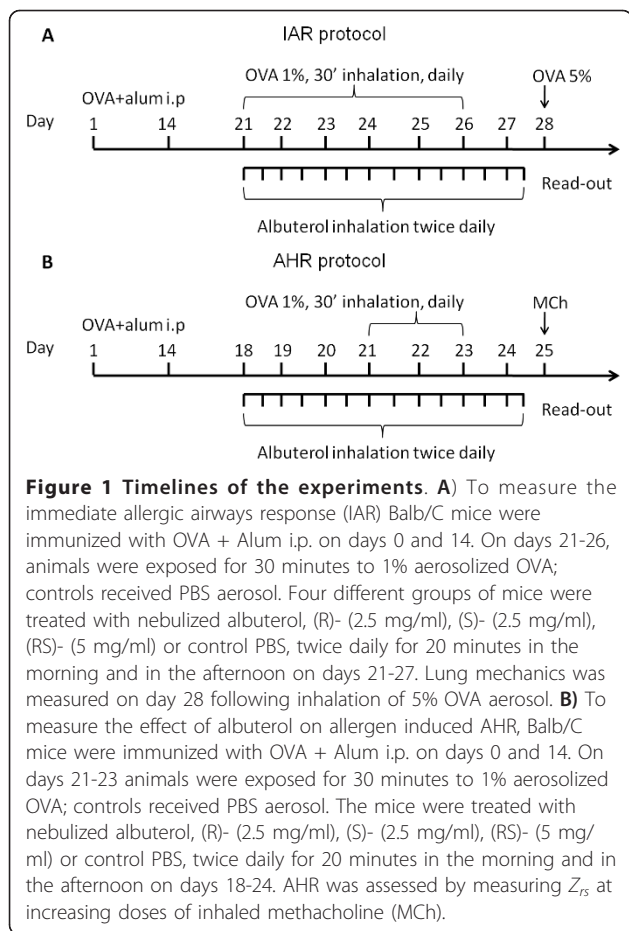 A
IAR protocol
OVA 1%, 30’ inhalation, daily
OVA 5%
OVA+alum i.p
Day 1 14 21 22 23 24 25 26 27 28
Read-out
Albuterol inhalation twice daily
B
AHR protocol
OVA 1%, 30’ inhalation, daily
MCh
OVA+alum i.p
Day 1 14 18 19 20 21 22 23 24 25
Read-out
Albuterol inhalation twice daily
Figure 1 Timelines of the experiments. A) To measure the
immediate allergic airways response (IAR) Balb/C mice were
immunized with OVA + Alum i.p. on days 0 and 14. On days 21-26,
animals were exposed for 30 minutes to 1% aerosolized OVA;
controls received PBS aerosol. Four different groups of mice were
treated with nebulized albuterol, (R)- (2.5 mg/ml), (S)- (2.5 mg/ml),
(RS)- (5 mg/ml) or control PBS, twice daily for 20 minutes in the
morning and in the afternoon on days 21-27. Lung mechanics was
measured on day 28 following inhalation of 5% OVA aerosol. B) To
measure the effect of albuterol on allergen induced AHR, Balb/C
mice were immunized with OVA + Alum i.p. on days 0 and 14. On
days 21-23 animals were exposed for 30 minutes to 1% aerosolized
OVA; controls received PBS aerosol. The mice were treated with
nebulized albuterol, (R)- (2.5 mg/ml), (S)- (2.5 mg/ml), (RS)- (5 mg/
ml) or control PBS, twice daily for 20 minutes in the morning and in
the afternoon on days 18-24. AHR was assessed by measuring Zrs at
increasing doses of inhaled methacholine (MCh).